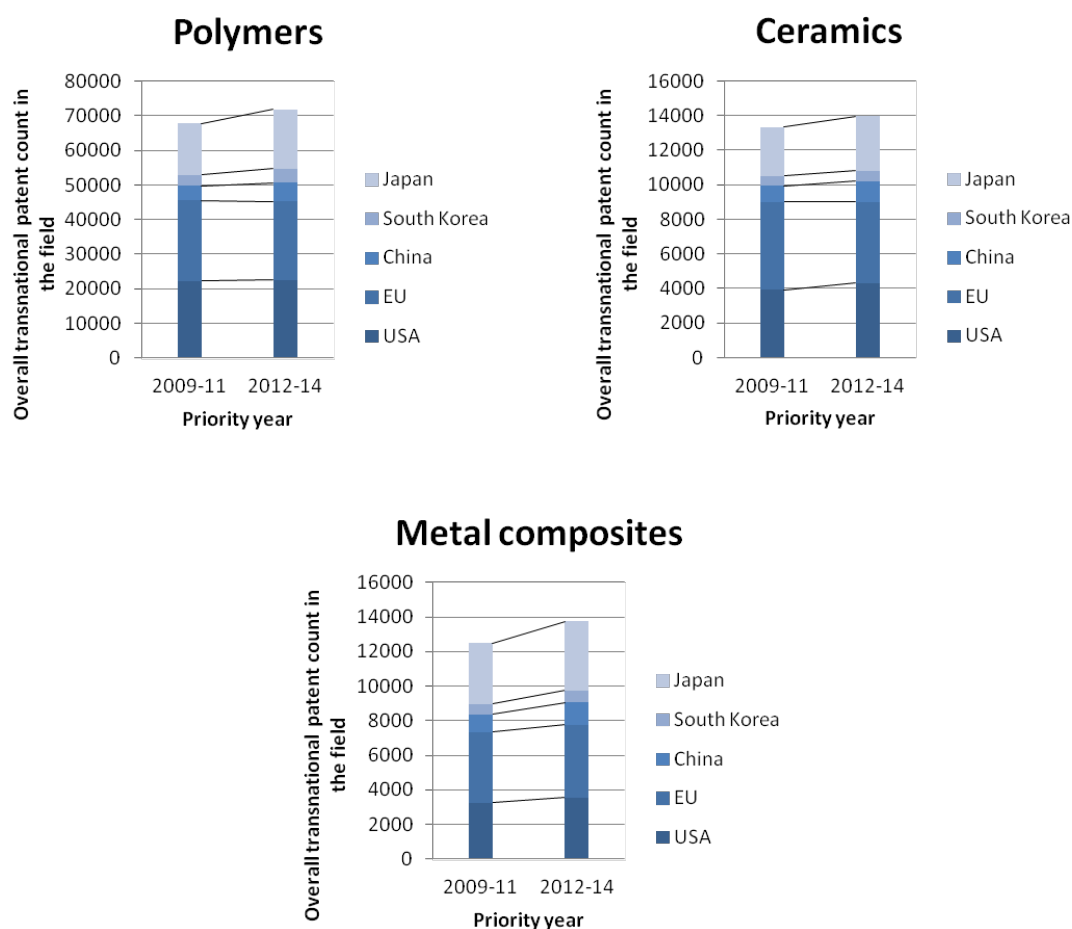 Polymers
Overall transnational patent count in
the field
80000
70000
60000
50000
40000
30000
20000
10000
0
2009-11 2012-14
Priority year
Japan
South Korea
China
EU
USA
Ceramics
Overall transnational patent count in
the field
16000
14000
12000
10000
8000
6000
4000
2000
0
2009-11 2012-14
Priority year
Japan
South Korea
China
EU
USA
Metal composites
Overall transnational patent count in
the field
16000
14000
12000
10000
8000
6000
4000
2000
0
2009-11 2012-14
Priority year
Japan
South Korea
China
EU
USA